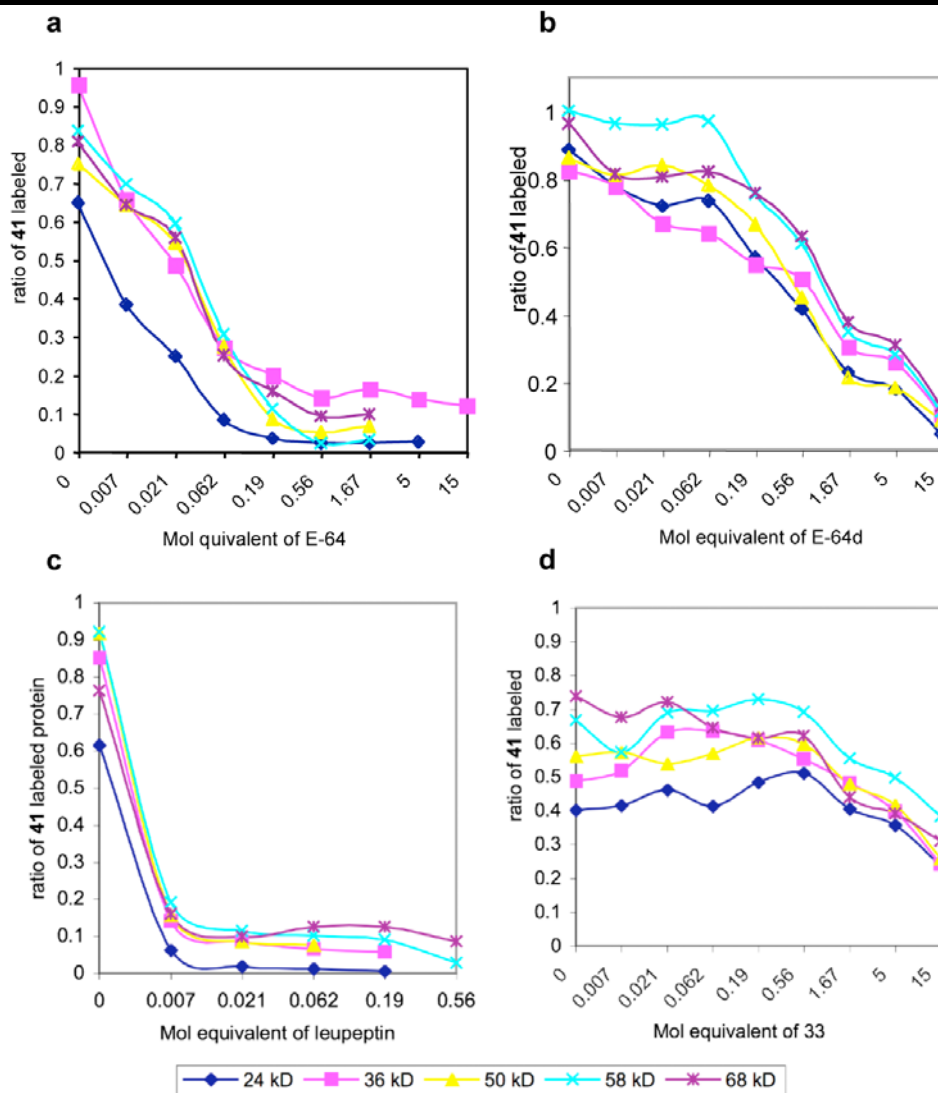 a
1
0.9
0.8
0.7
0.6
0.5
0.4
0.3
0.2
0.1
0
ratio of 41 labeled
0 0.007 0.021 0.062 0.19 0.56 1.67 5 15
Mol quivalent of E-64
b
1
0.8
0.6
0.4
0.2
0
ratio of 41 labeled
0 0.007 0.021 0.062 0.19 0.56 1.67 5 15
Mol equivalent of E-64d
c
1
0.9
0.8
0.7
0.6
0.5
0.4
0.3
0.2
0.1
0
ratio of 41 labeled protein
0 0.007 0.021 0.062 0.19 0.56
Mol equivalent of leupeptin
d
1
0.9
0.8
0.7
0.6
0.5
0.4
0.3
0.2
0.1
0
ratio of 41 labeled
0 0.007 0.021 0.062 0.19 0.56 1.67 5 15
Mol equivalent of 33
24 kD 36 kD 50 kD 58 kD 68 kD